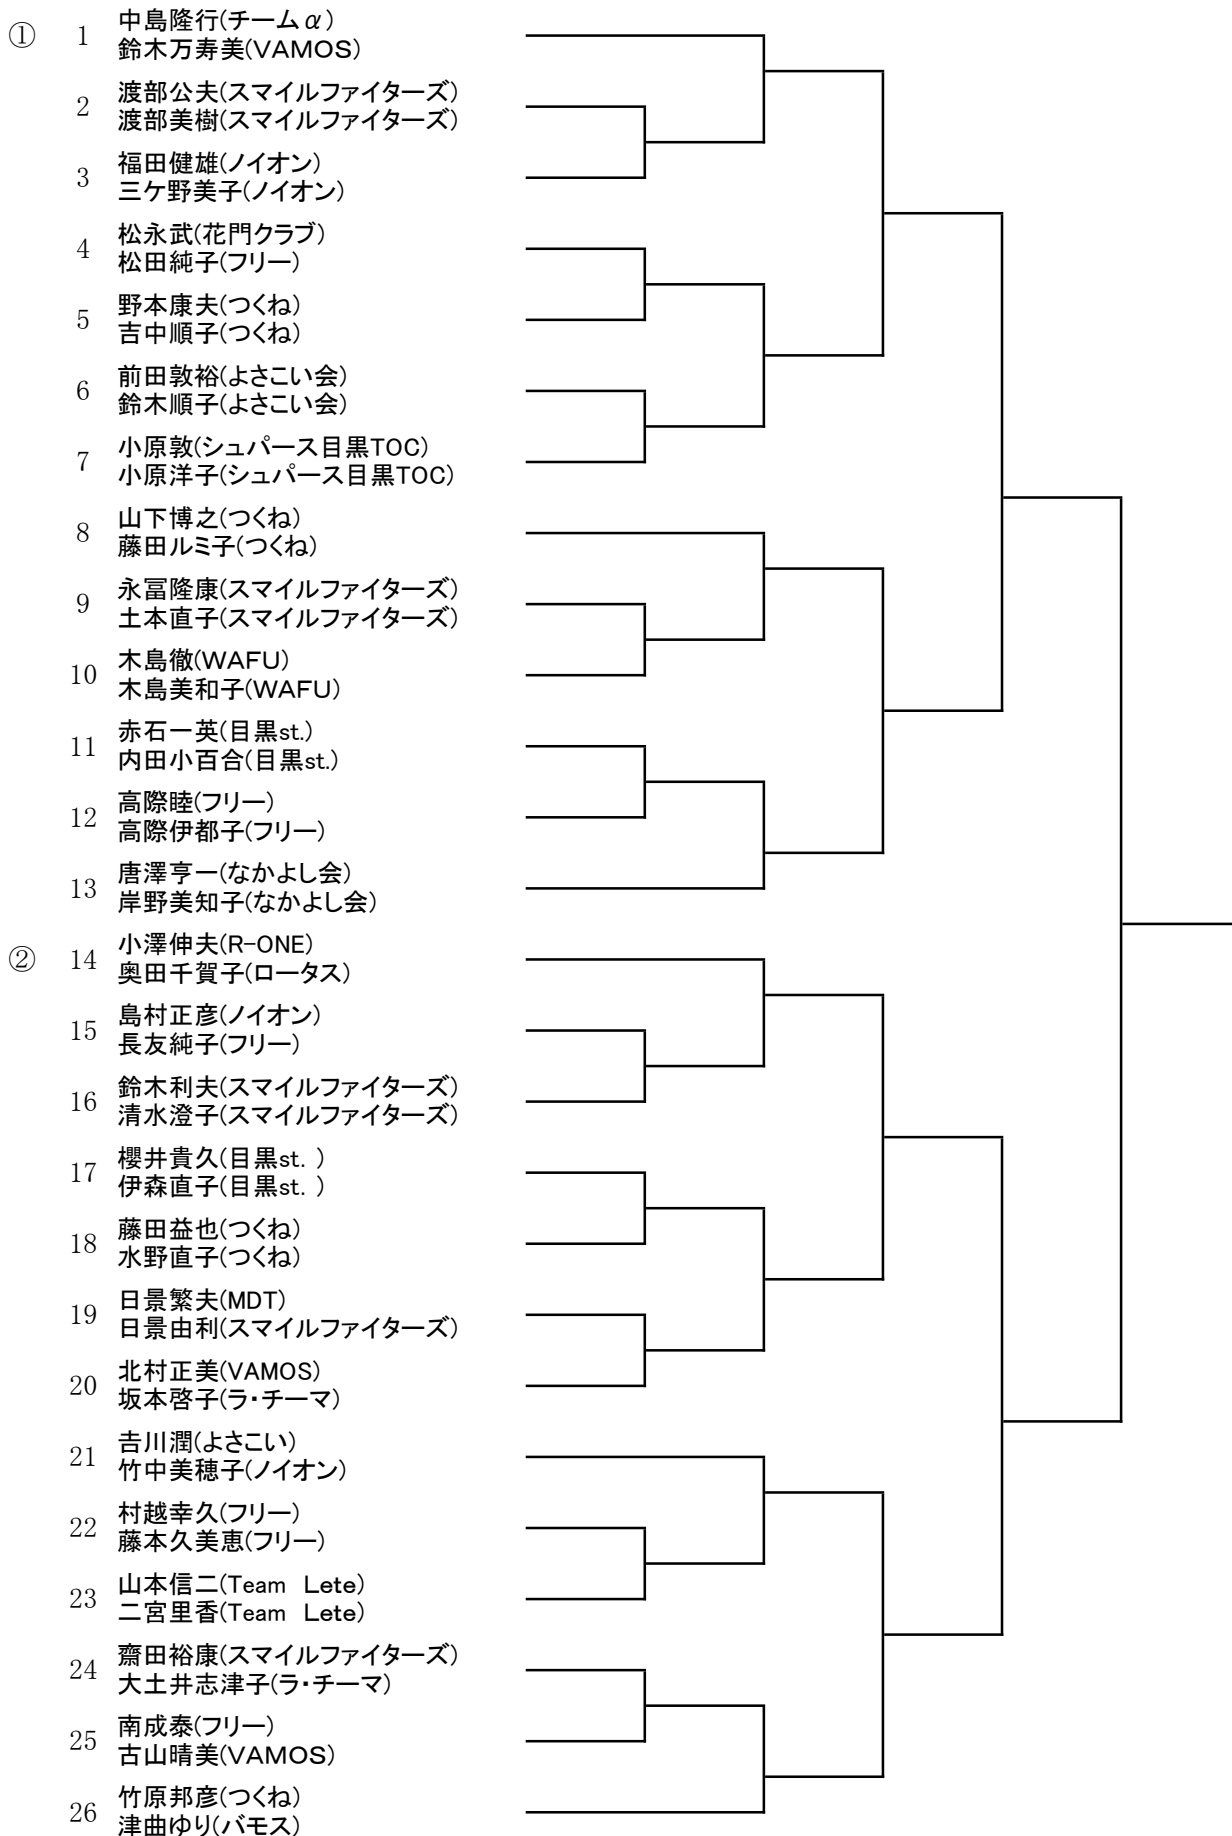 ① 1 中島隆行(チームα)
鈴木万寿美(VAMOS)
2 渡部公夫(スマイルファイターズ)
渡部美樹(スマイルファイターズ)
3 福田健雄(ノイオン)
三ケ野美子(ノイオン)
4 松永武(花門クラブ)
松田純子(フリー)
5 野本康夫(つくね)
吉中順子(つくね)
6 前田敦裕(よさこい会)
鈴木順子(よさこい会)
7 小原敦(シュパース目黒TOC)
小原洋子(シュパース目黒TOC)
8 山下博之(つくね)
藤田ルミ子(つくね)
9 永冨隆康(スマイルファイターズ)
土本直子(スマイルファイターズ)
10 木島徹(WAFU)
木島美和子(WAFU)
11 赤石一英(目黒st.)
内田小百合(目黒st.)
12 高際睦(フリー)
高際伊都子(フリー)
13 唐澤亨一(なかよし会)
岸野美知子(なかよし会)
② 14 小澤伸夫(R-ONE)
奥田千賀子(ロータス)
15 島村正彦(ノイオン)
長友純子(フリー)
16 鈴木利夫(スマイルファイターズ)
清水澄子(スマイルファイターズ)
17 櫻井貴久(目黒st. )
伊森直子(目黒st. )
18 藤田益也(つくね)
水野直子(つくね)
19 日景繁夫(MDT)
日景由利(スマイルファイターズ)
20 北村正美(VAMOS)
坂本啓子(ラ・チーマ)
21 𠮷川潤(よさこい)
竹中美穂子(ノイオン)
22 村越幸久(フリー)
藤本久美恵(フリー)
23 山本信二(Team Lete)
二宮里香(Team Lete)
24 齋田裕康(スマイルファイターズ)
大土井志津子(ラ・チーマ)
25 南成泰(フリー)
古山晴美(VAMOS)
26 竹原邦彦(つくね)
津曲ゆり(バモス)